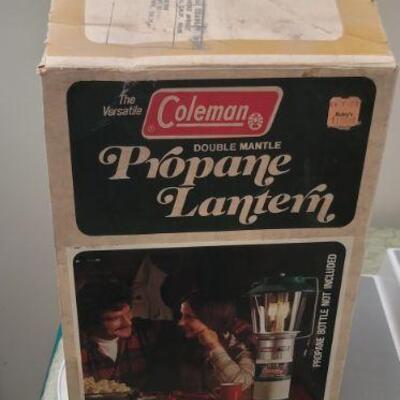 The
Versatile
Coleman
DOUBLE MANTLE
Propane
Lantern
PROPANE BOTTLE NOT INCLUDED